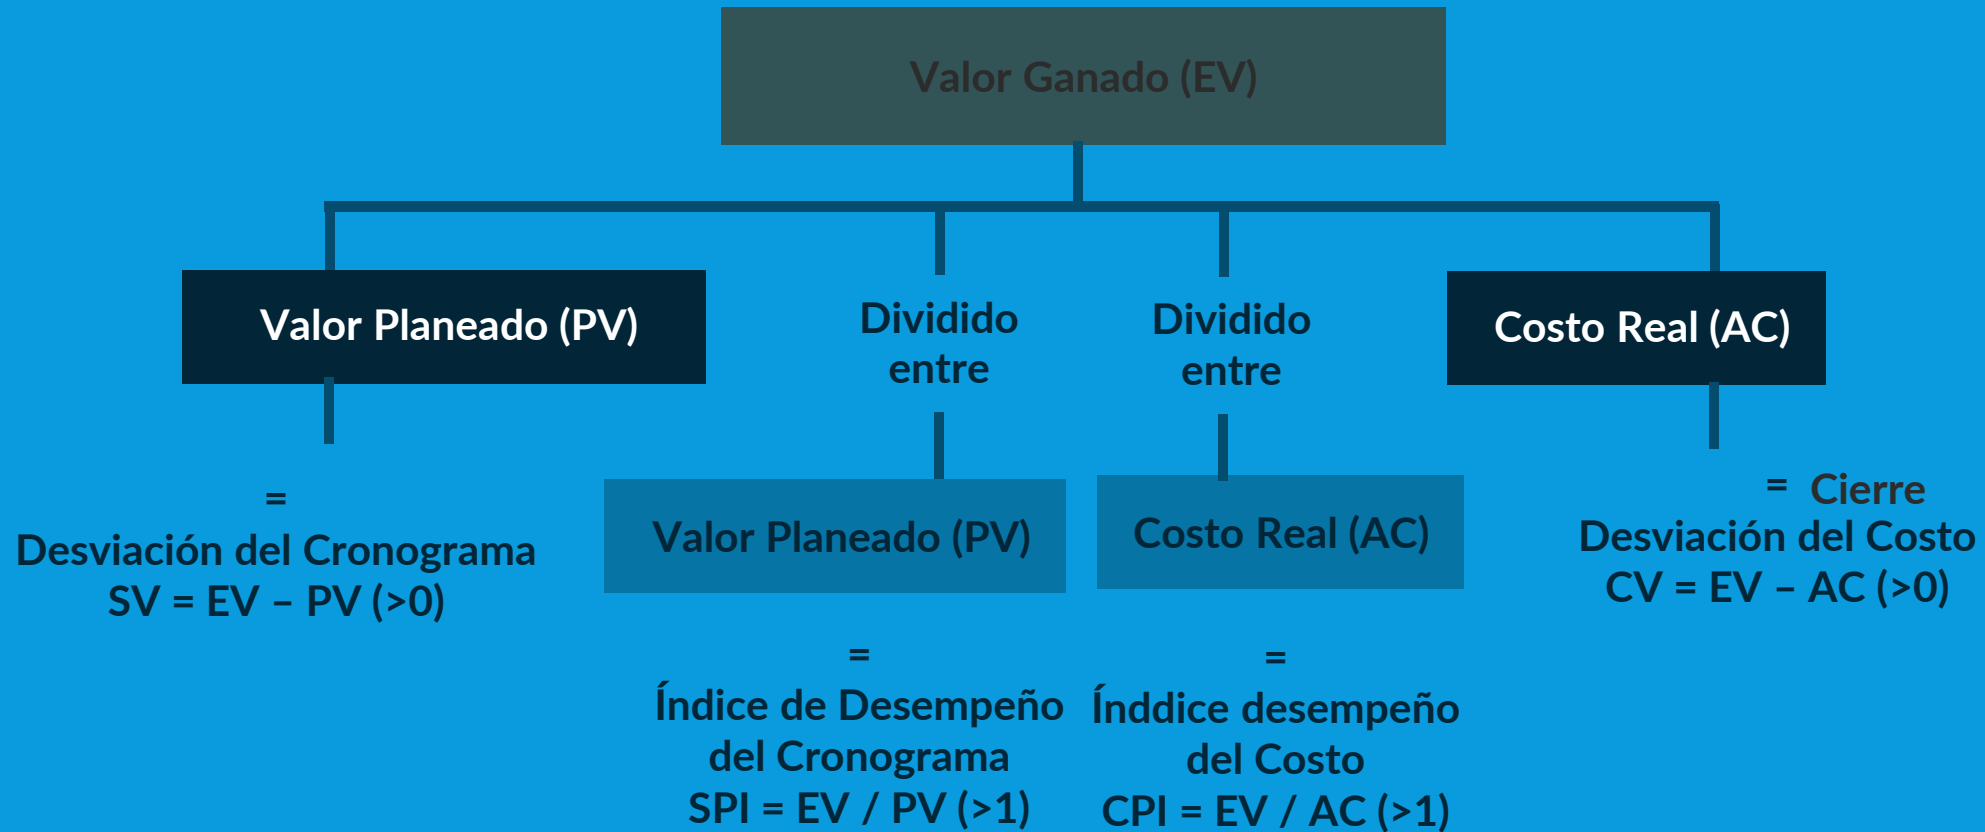 Valor Ganado (EV)
Valor Planeado (PV)
Dividido
entre
Dividido
entre
Costo Real (AC)
=
Desviación del Cronograma
SV = EV – PV (>0)
Valor Planeado (PV)
=
Índice de Desempeño
del Cronograma
SPI = EV / PV (>1)
Costo Real (AC)
=
Índdice desempeño
del Costo
CPI = EV / AC (>1)
= Cierre
Desviación del Costo
CV = EV – AC (>0)